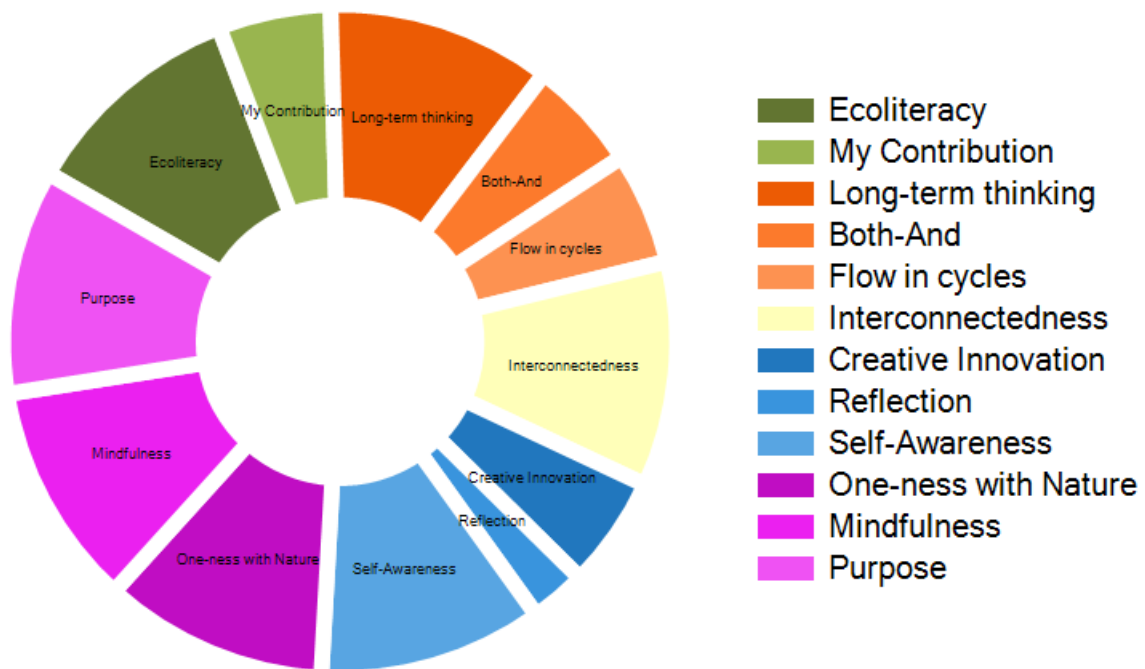 My Contribution
Long-term thinking
Ecoliteracy
Both-And
Flow in cycles
Purpose
Interconnectedness
Mindfulness
Creative Innovation
Reflection
One-ness with Nature
Self-Awareness
Ecoliteracy
My Contribution
Long-term thinking
Both-And
Flow in cycles
Interconnectedness
Creative Innovation
Reflection
Self-Awareness
One-ness with Nature
Mindfulness
Purpose